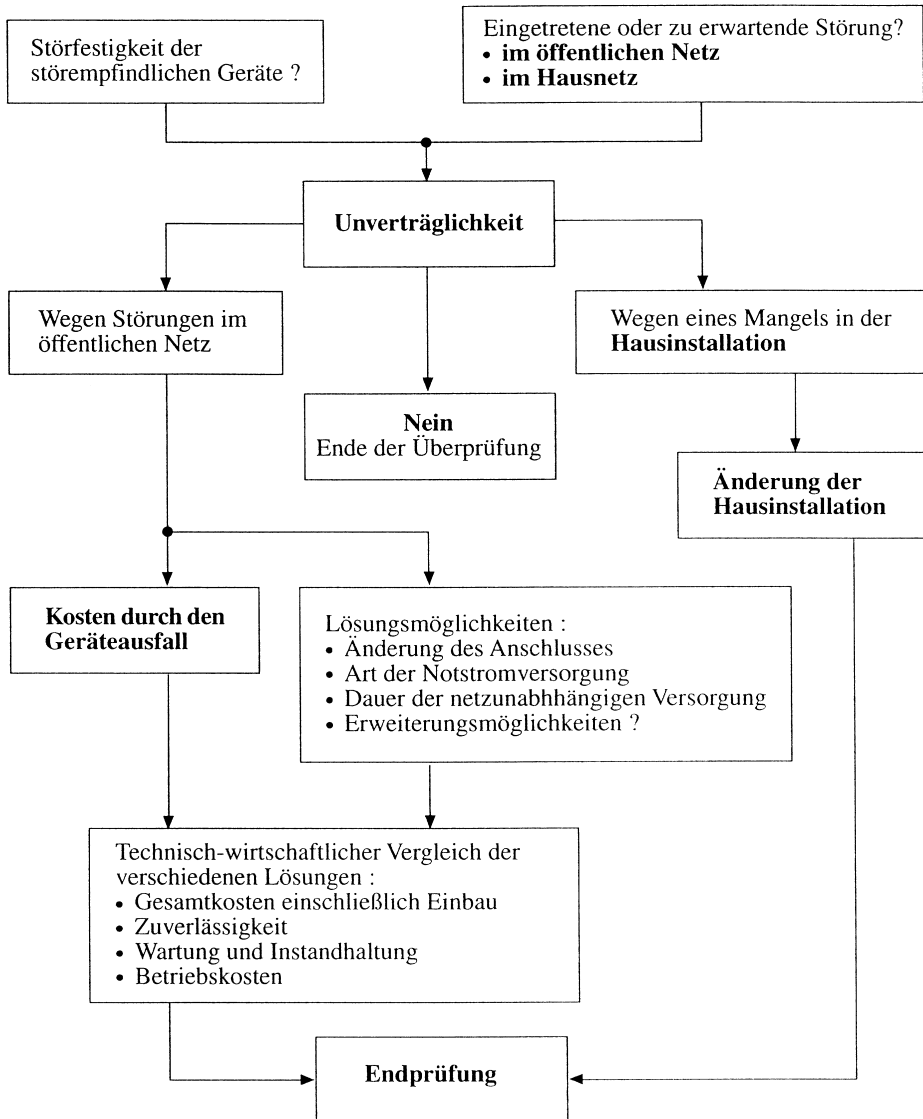 Störfestigkeit der
störempfindlichen Geräte ?
Eingetretene oder zu erwartende Störung?
• im öffentlichen Netz
• im Hausnetz
Unverträglichkeit
Wegen Störungen im
öffentlichen Netz
Wegen eines Mangels in der
Hausinstallation
Nein
Ende der Überprüfung
Änderung der
Hausinstallation
Kosten durch den
Geräteausfall
Lösungsmöglichkeiten :
• Änderung des Anschlusses
• Art der Notstromversorgung
• Dauer der netzunabhhängigen Versorgung
• Erweiterungsmöglichkeiten ?
Technisch-wirtschaftlicher Vergleich der
verschiedenen Lösungen :
• Gesamtkosten einschließlich Einbau
• Zuverlässigkeit
• Wartung und Instandhaltung
• Betriebskosten
Endprüfung